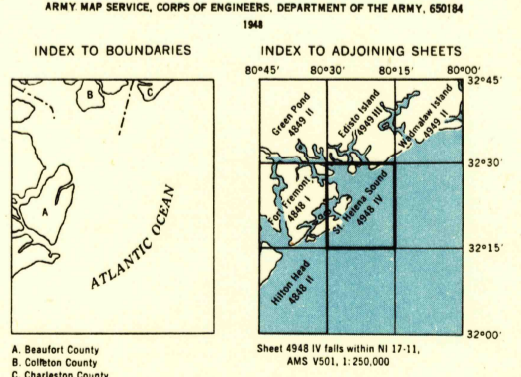 ARMY MAP SERVICE, CORPS OF ENGINEERS, DEPARTMENT OF THE ARMY, 650184
1948
INDEX TO BOUNDARIES
B
C
A
ATLANTIC OCEAN
A. Beaufort County
B. Colleton County
C. Charleston County
INDEX TO ADJOINING SHEETS
80°45' 80°30' 80°15' 80°00'
32°45'
Green Pond
4849 II
Edisto Island
4949 III
Wadmalaw Island
4949 II
32°30'
Fort Fremont
4848 I
St. Helena Sound
4948 IV
32°15'
Hilton Head
4848 II
32°00'
Sheet 4948 IV falls within NI 17-11,
AMS V501, 1:250,000